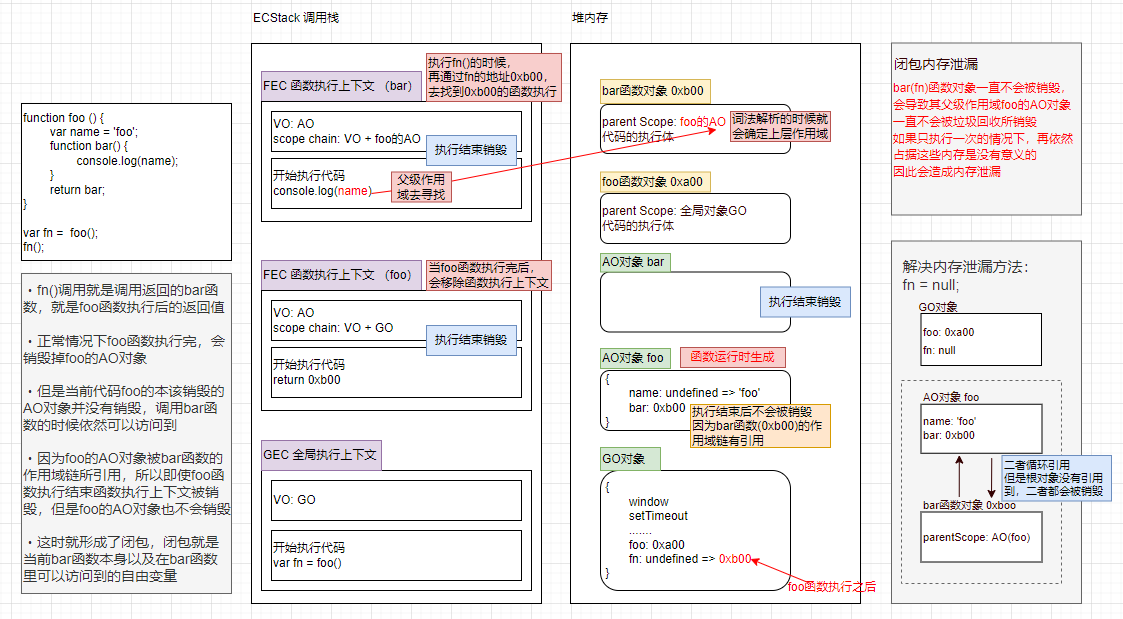 ECStack 调用栈
堆内存
function foo () {
var name = 'foo';
function bar() {
console.log(name);
}
return bar;
}
var fn = foo();
fn();
・fn()调用就是调用返回的bar函
数，就是foo函数执行后的返回值
・正常情况下foo函数执行完，会
销毁掉foo的AO对象
・但是当前代码foo的本该销毁的
AO对象并没有销毁，调用bar函
数的时候依然可以访问到
・因为foo的AO对象被bar函数的
作用域链所引用，所以即使foo函
数执行结束函数执行上下文被销
毁，但是foo的AO对象也不会销毁
・这时就形成了闭包，闭包就是
当前bar函数本身以及在bar函数
里可以访问到的自由变量
FEC 函数执行上下文 （bar）
执行fn()的时候，
再通过fn的地址0xb00，
去找到0xb00的函数执行
VO: AO
scope chain: VO + foo的AO
执行结束销毁
开始执行代码
console.log(name)
父级作用
域去寻找
FEC 函数执行上下文 （foo）
当foo函数执行完后，
会移除函数执行上下文
VO: AO
scope chain: VO + GO
执行结束销毁
开始执行代码
return 0xb00
GEC 全局执行上下文
VO: GO
开始执行代码
var fn = foo()
bar函数对象 0xb00
parent Scope: foo的AO
代码的执行体
词法解析的时候就
会确定上层作用域
foo函数对象 0xa00
parent Scope: 全局对象GO
代码的执行体
AO对象 bar
执行结束销毁
AO对象 foo
函数运行时生成
{
name: undefined => 'foo'
bar: 0xb00
}
执行结束后不会被销毁
因为bar函数(0xb00)的作
用域链有引用
GO对象
{
window
setTimeout
.......
foo: 0xa00
fn: undefined => 0xb00
}
foo函数执行之后
闭包内存泄漏
bar(fn)函数对象一直不会被销毁，
会导致其父级作用域foo的AO对象
一直不会被垃圾回收所销毁
如果只执行一次的情况下，再依然
占据这些内存是没有意义的
因此会造成内存泄漏
解决内存泄漏方法：
fn = null;
GO对象
foo: 0xa00
fn: null
AO对象 foo
name: 'foo'
bar: 0xb00
二者循环引用
但是根对象没有引用
到，二者都会被销毁
bar函数对象 0xboo
parentScope: AO(foo)